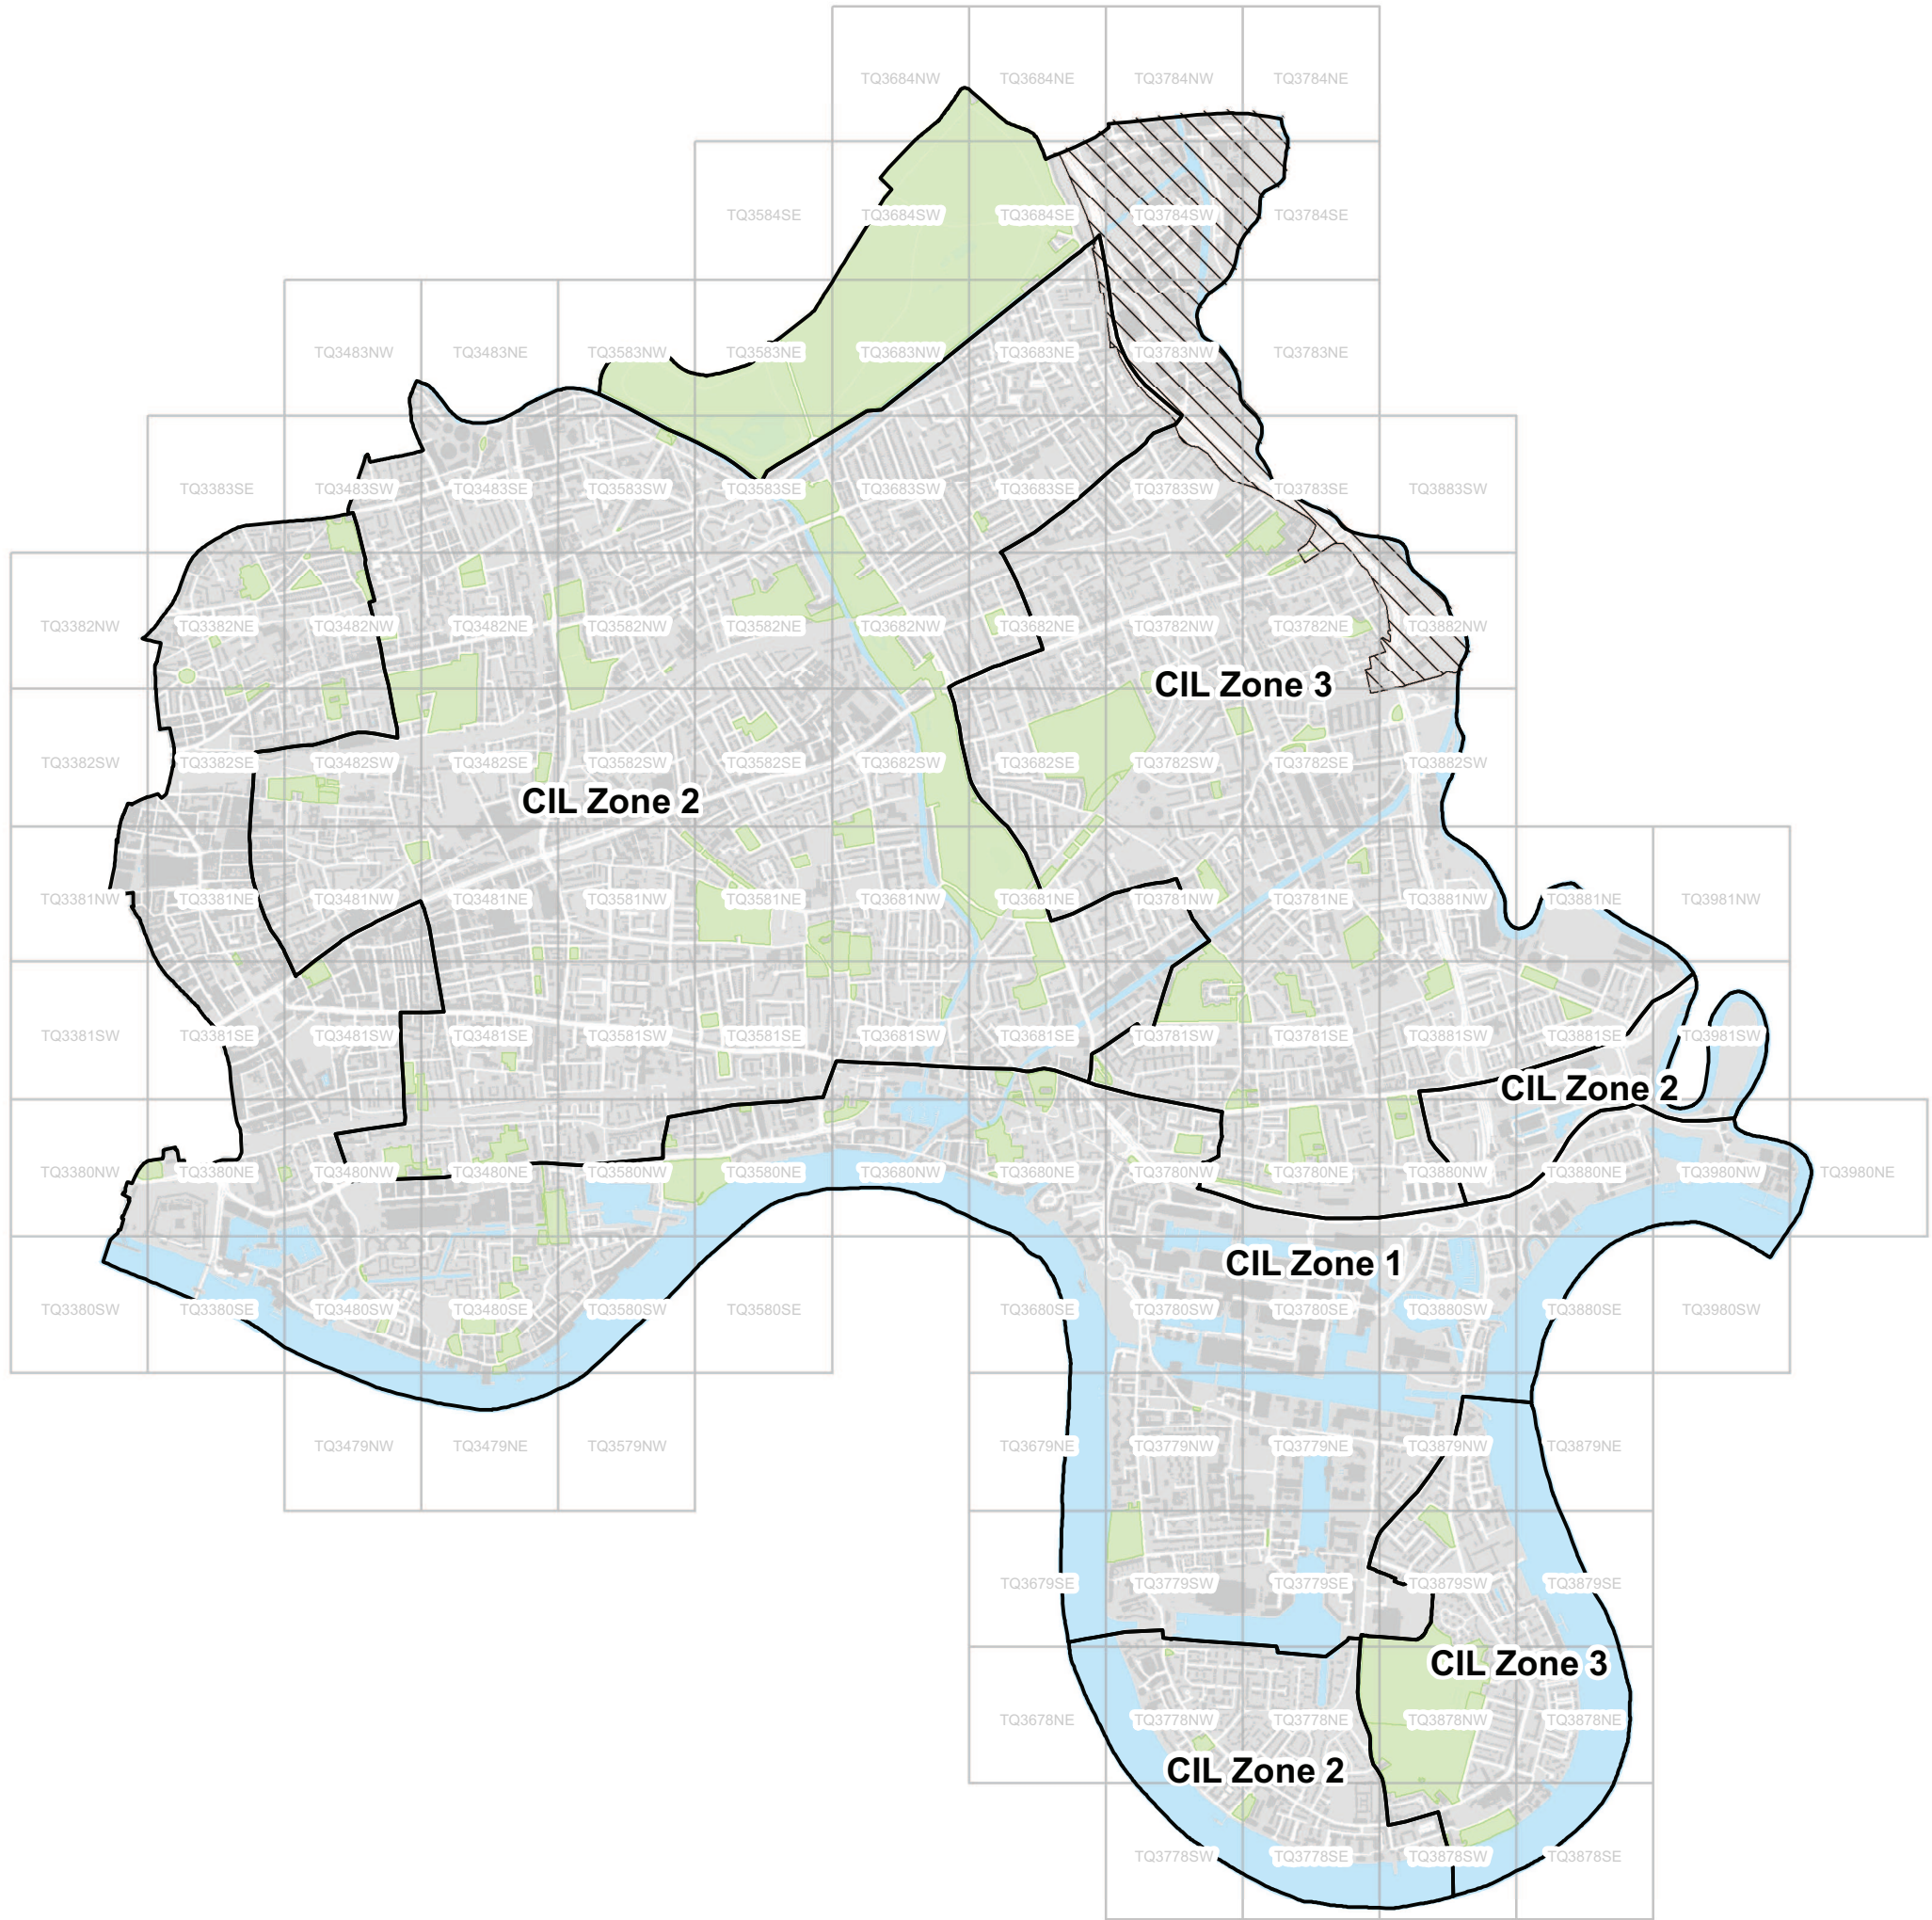 TQ3684NW TQ3684NE TQ3784NW TQ3784NE
TQ3584SE TQ3684SW TQ3684SE TQ3784SW TQ3784SE
TQ3483NW TQ3483NE TQ3583NW TQ3583NE TQ3683NW TQ3683NE TQ3783NW TQ3783NE
TQ3383SE TQ3483SW TQ3483SE TQ3583SW TQ3583SE TQ3683SW TQ3683SE TQ3783SW TQ3783SE TQ3883SW
TQ3382NW TQ3382NE TQ3482NW TQ3482NE TQ3582NW TQ3582NE TQ3682NW TQ3682NE TQ3782NW TQ3782NE TQ3882NW
CIL Zone 3
TQ3382SW TQ3382SE TQ3482SW TQ3482SE TQ3582SW TQ3582SE TQ3682SW TQ3682SE TQ3782SW TQ3782SE TQ3882SW
CIL Zone 2
TQ3381NW TQ3381NE TQ3481NW TQ3481NE TQ3581NW TQ3581NE TQ3681NW TQ3681NE TQ3781NW TQ3781NE TQ3881NW TQ3881NE TQ3981NW
TQ3381SW TQ3381SE TQ3481SW TQ3481SE TQ3581SW TQ3581SE TQ3681SW TQ3681SE TQ3781SW TQ3781SE TQ3881SW TQ3881SE TQ3981SW
CIL Zone 2
TQ3380NW TQ3380NE TQ3480NW TQ3480NE TQ3580NW TQ3580NE TQ3680NW TQ3680NE TQ3780NW TQ3780NE TQ3880NW TQ3880NE TQ3980NW TQ3980NE
CIL Zone 1
TQ3380SW TQ3380SE TQ3480SW TQ3480SE TQ3580SW TQ3580SE TQ3680SE TQ3780SW TQ3780SE TQ3880SW TQ3880SE TQ3980SW
TQ3479NW TQ3479NE TQ3579NW TQ3679NE TQ3779NW TQ3779NE TQ3879NW TQ3879NE
TQ3679SE TQ3779SW TQ3779SE TQ3879SW TQ3879SE
CIL Zone 3
TQ3678NE TQ3778NW TQ3778NE TQ3878NW TQ3878NE
CIL Zone 2
TQ3778SW TQ3778SE TQ3878SW TQ3878SE